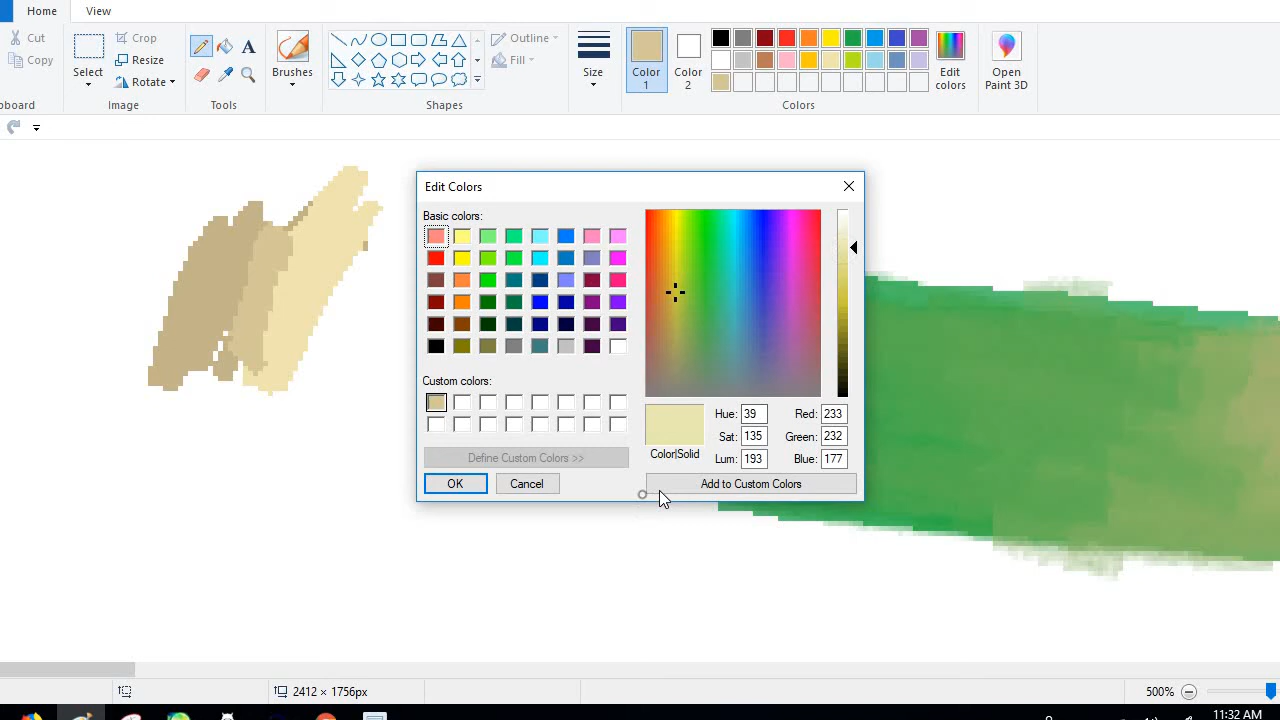 Home View
Cut
Copy
Select
Crop
Resize
Rotate
Brushes
Outline
Fill
Size
Color
1
Color
2
Edit
colors
Open
Paint 3D
board
Image
Tools
Shapes
Colors
A
Edit Colors
Basic colors:
Custom colors:
Define Custom Colors >>
OK
Cancel
Color|Solid
Hue: 39
Sat: 135
Lum: 193
Red: 233
Green: 232
Blue: 177
Add to Custom Colors
2412 × 1756px
500%
11:32 AM